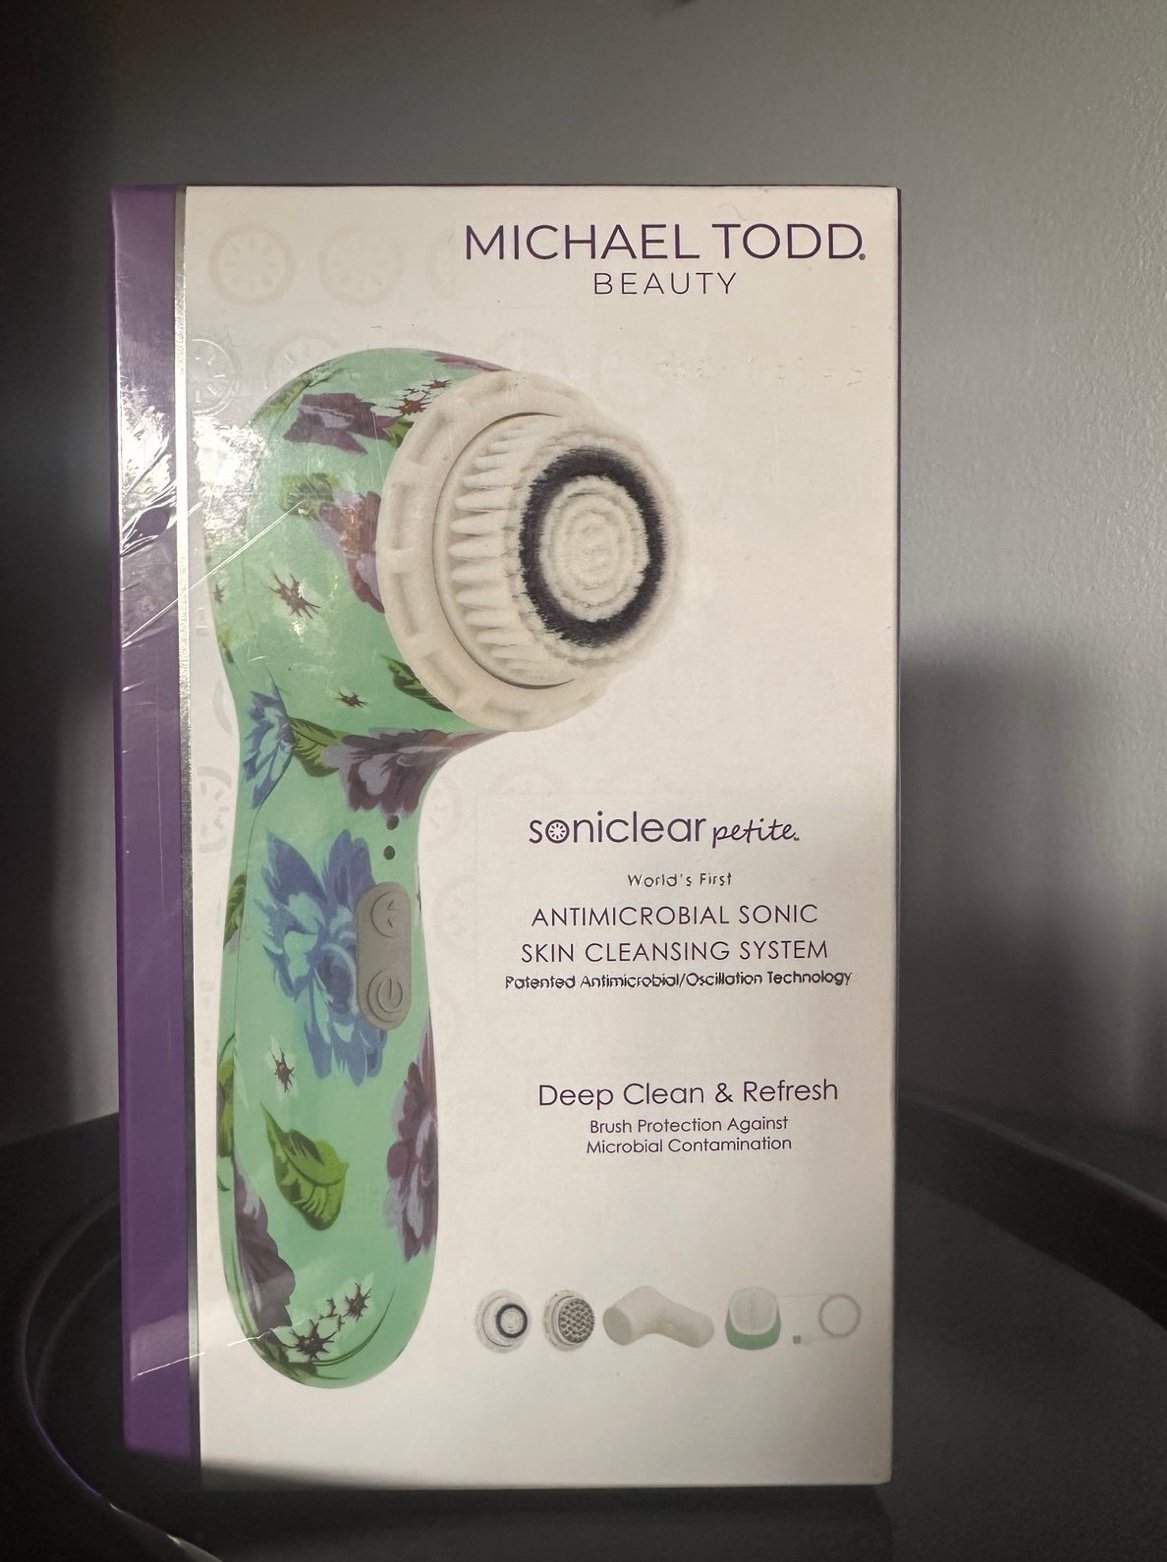 MICHAEL TODD®
BEAUTY
soniclear petite™
World's First
ANTIMICROBIAL SONIC
SKIN CLEANSING SYSTEM
Patented Antimicrobial/Oscillation Technology
Deep Clean & Refresh
Brush Protection Against
Microbial Contamination